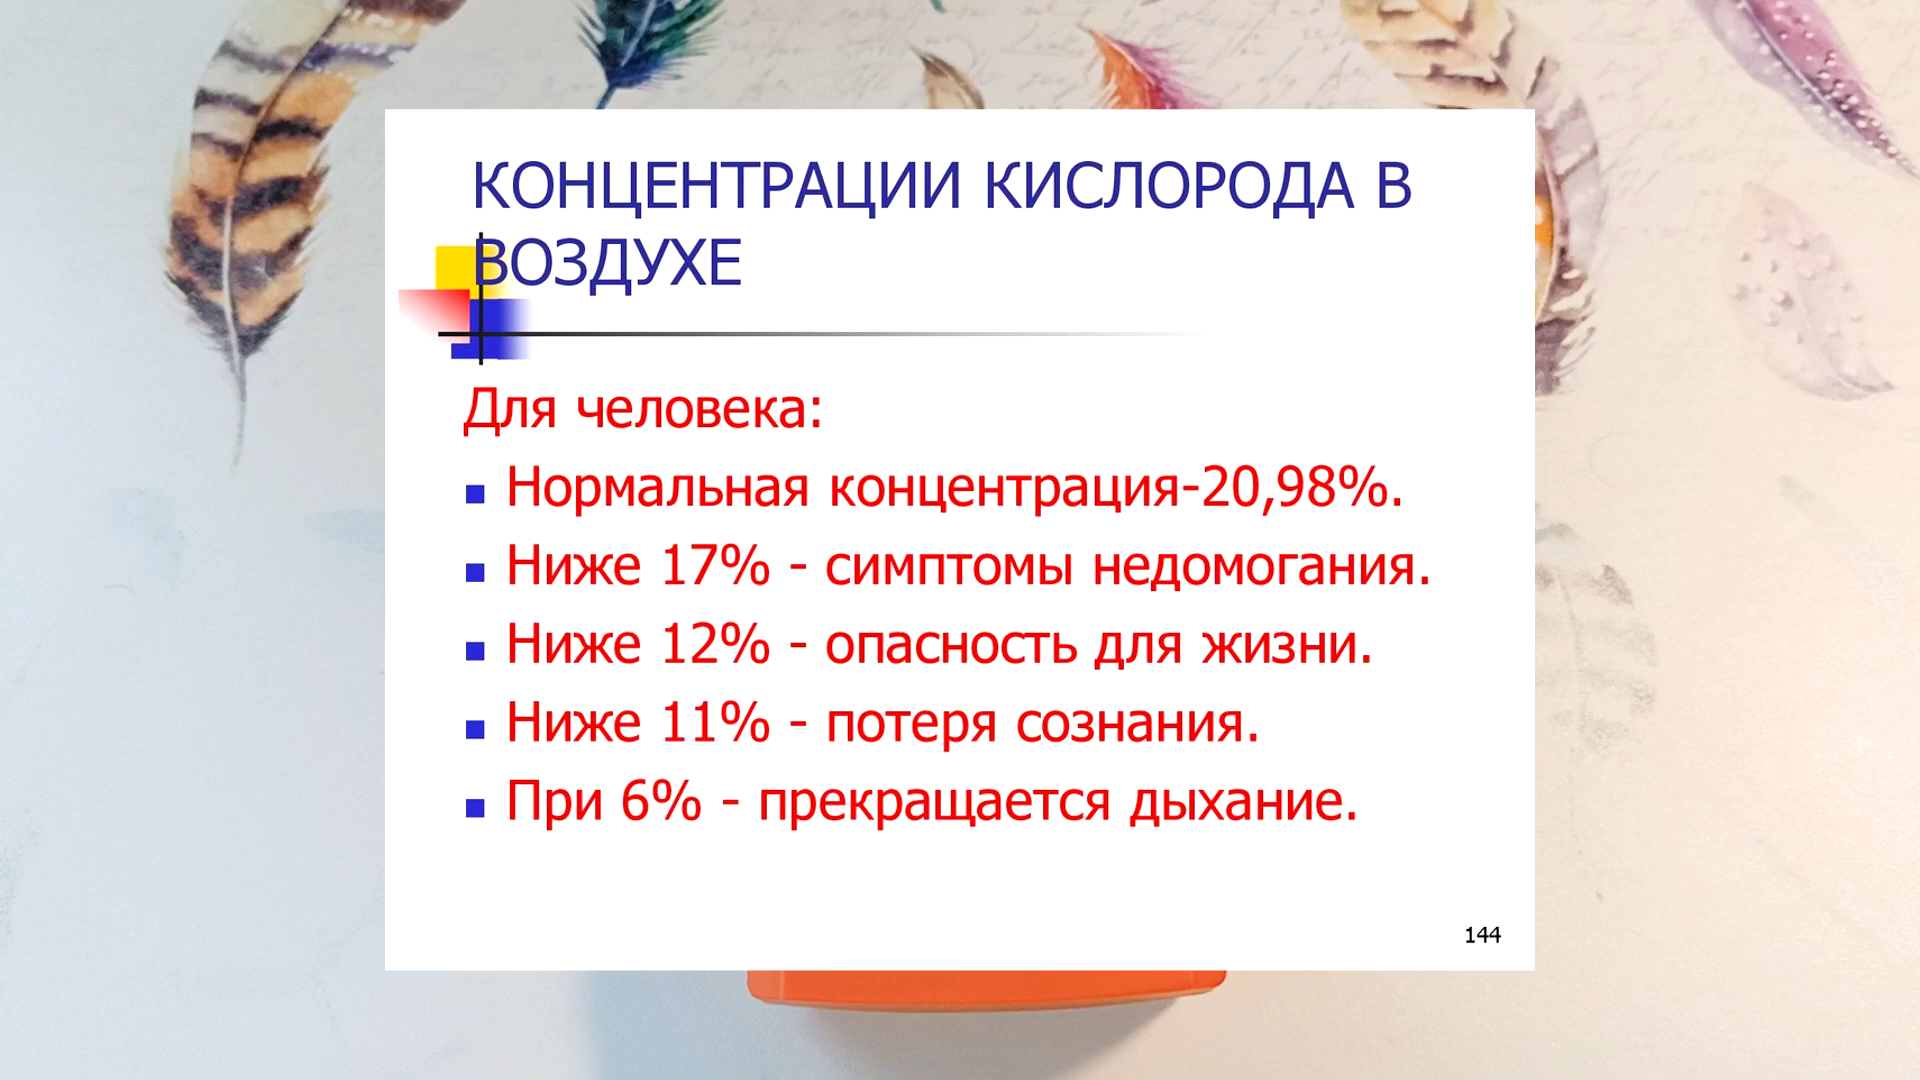 КОНЦЕНТРАЦИИ КИСЛОРОДА В
ВОЗДУХЕ
Для человека:
Нормальная концентрация-20,98%.
Ниже 17% - симптомы недомогания.
Ниже 12% - опасность для жизни.
Ниже 11% - потеря сознания.
При 6% - прекращается дыхание.
144